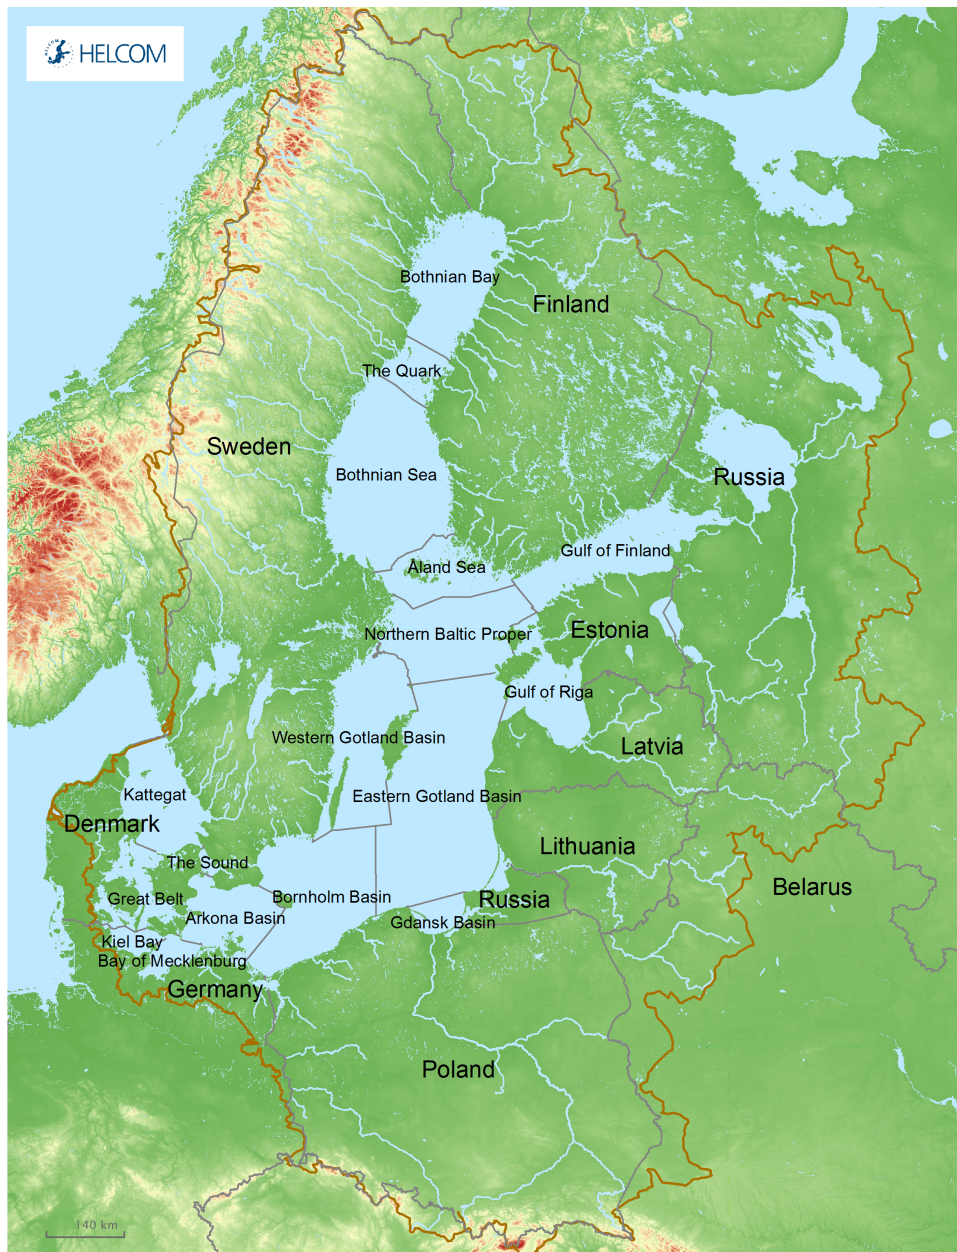 HELCOM
Bothnian Bay
Finland
The Quark
Sweden
Bothnian Sea
Russia
Gulf of Finland
Åland Sea
Estonia
Northern Baltic Proper
Gulf of Riga
Western Gotland Basin
Latvia
Kattegat
Eastern Gotland Basin
Denmark
Lithuania
The Sound
Belarus
Great Belt
Bornholm Basin
Russia
Arkona Basin
Gdansk Basin
Kiel Bay
Bay of Mecklenburg
Germany
Poland
140 km